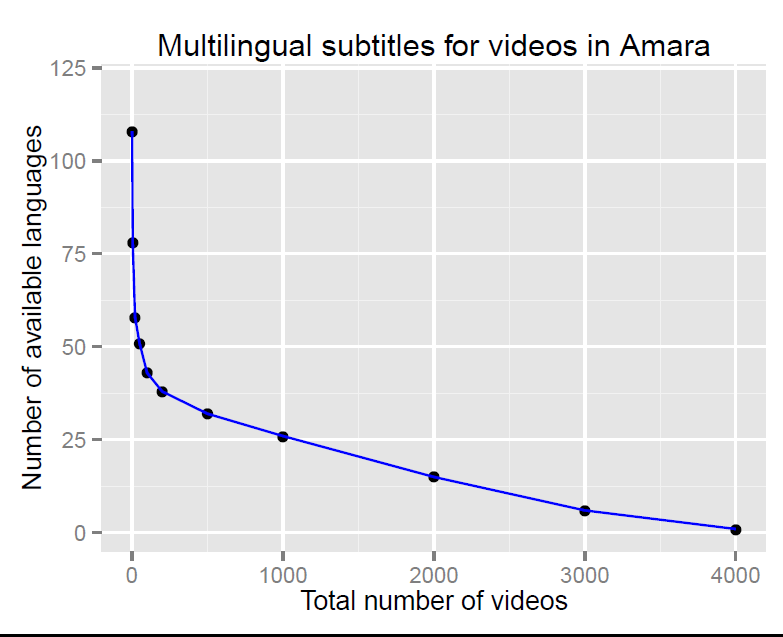 Multilingual subtitles for videos in Amara
Number of available languages
125
100
75
50
25
0
0 1000 2000 3000 4000
Total number of videos